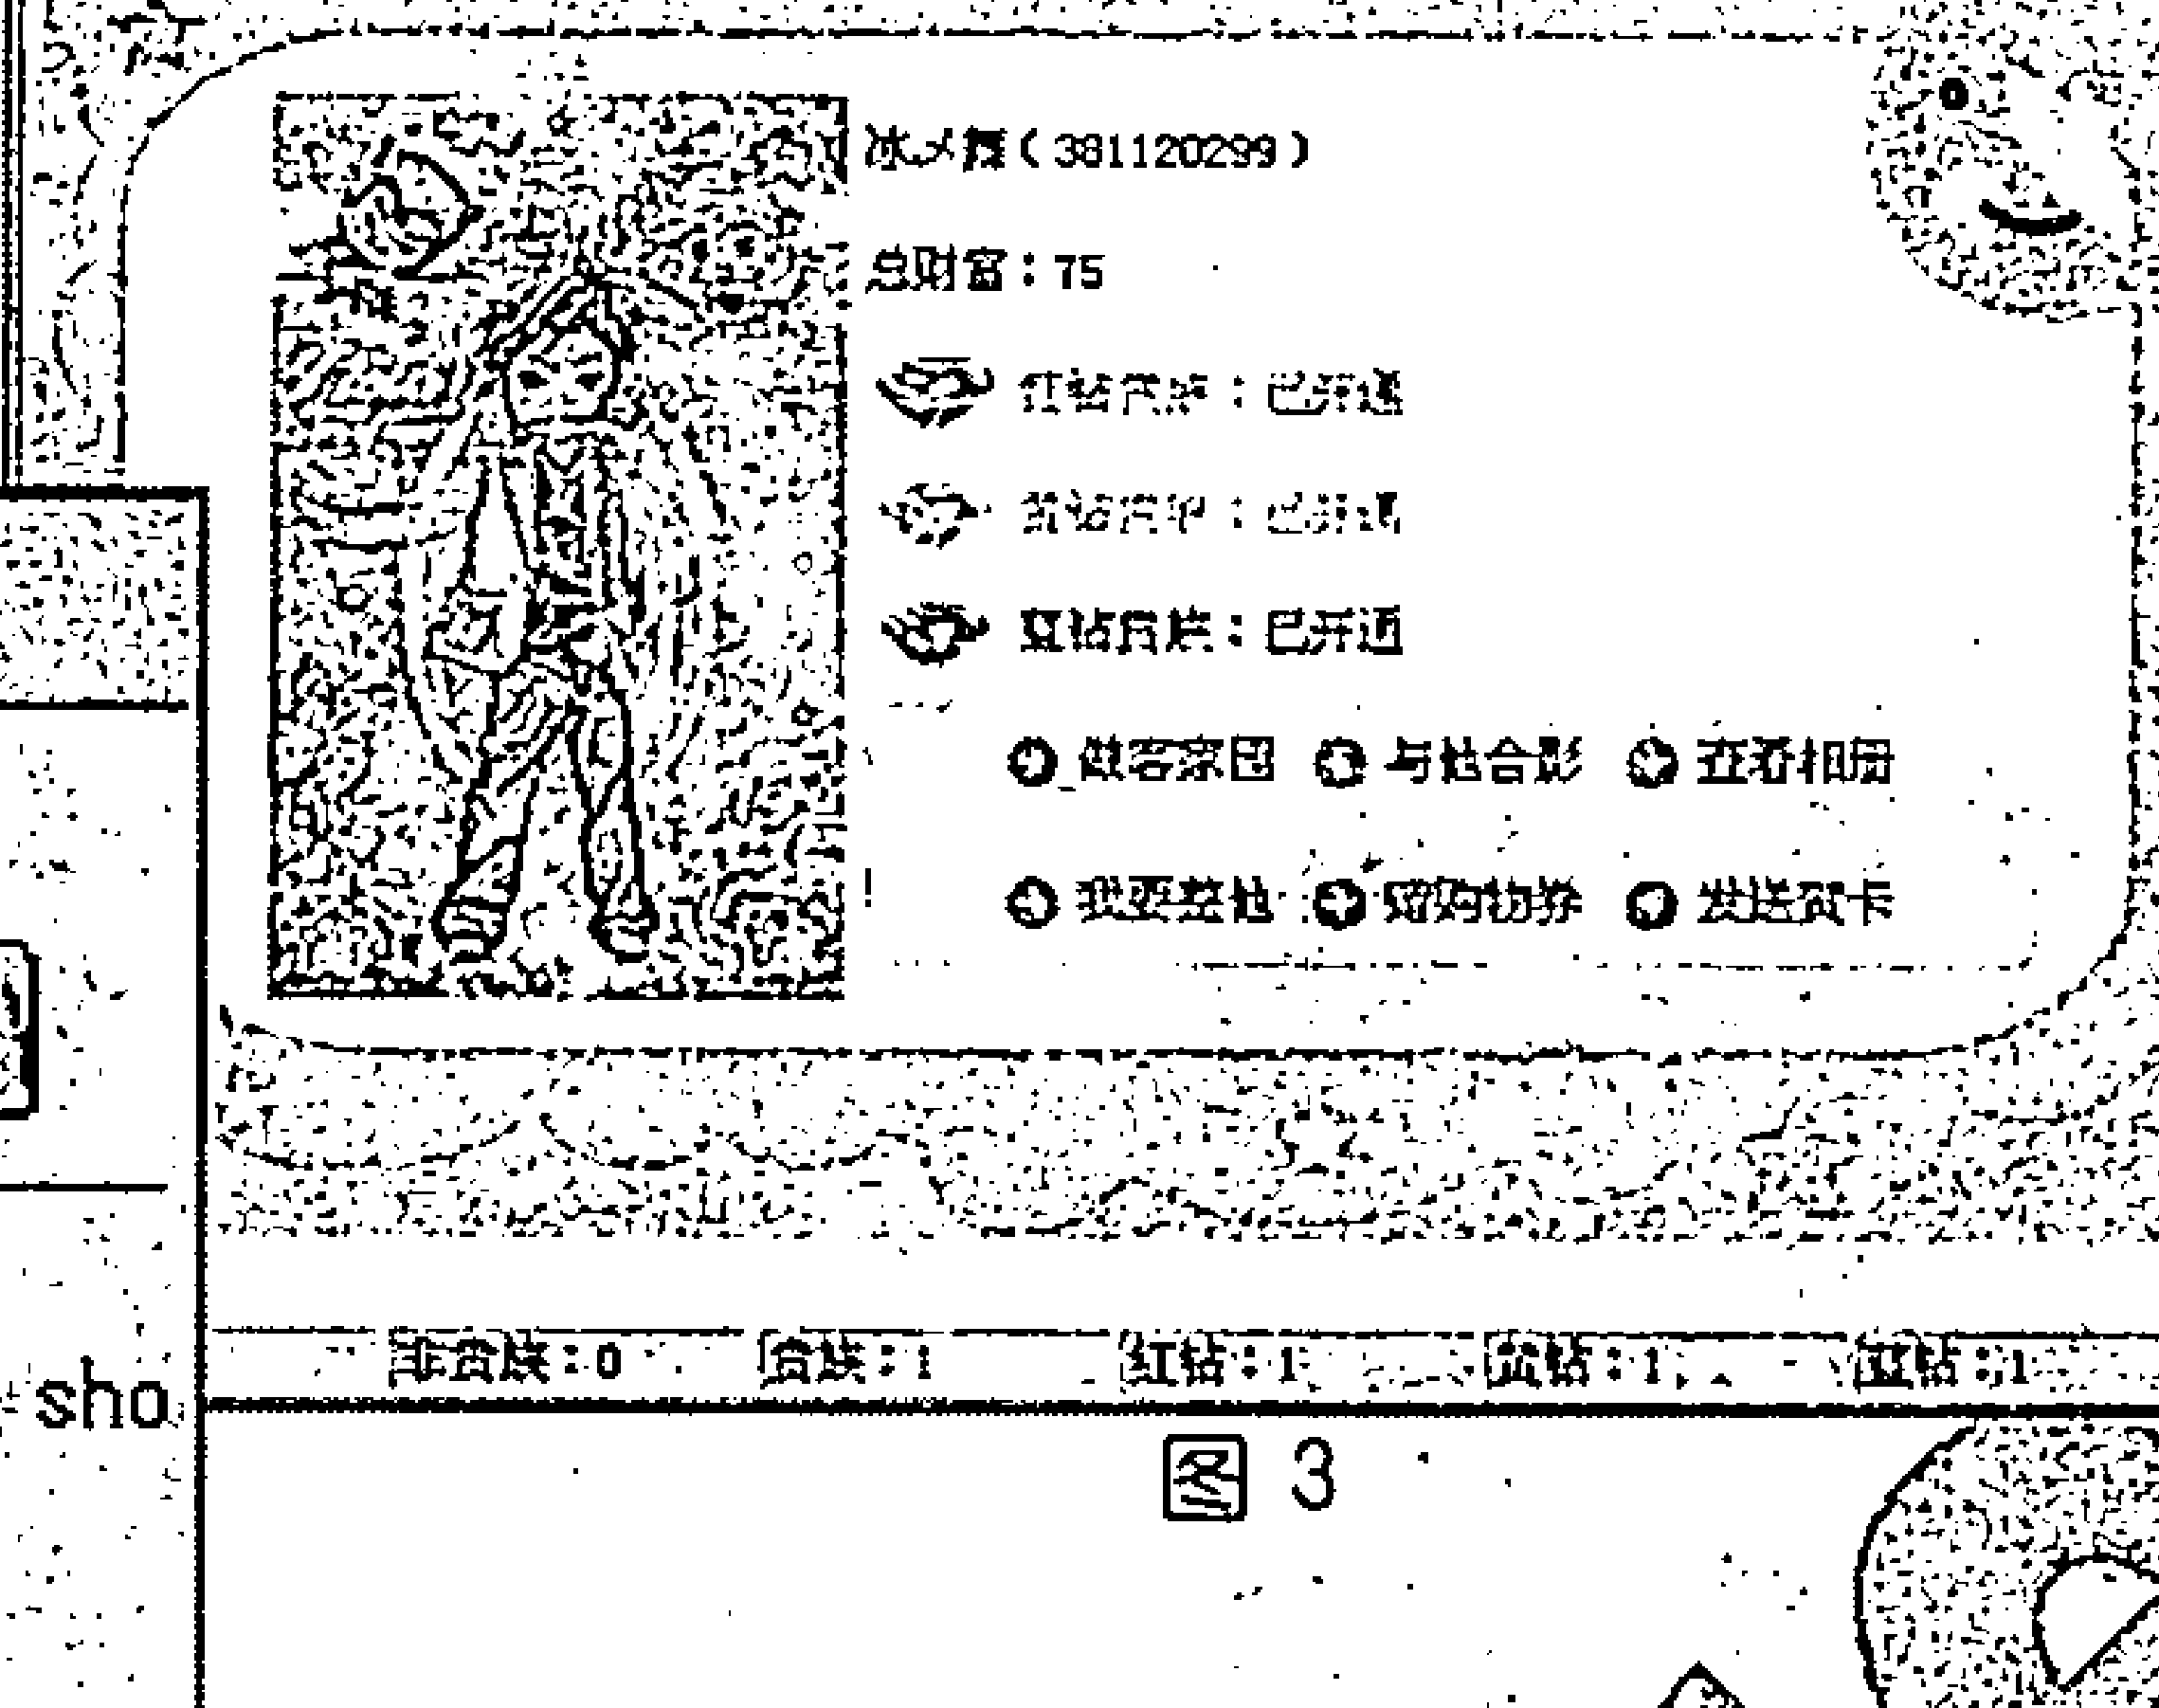 冰乂舞（381120299）
总财富：75
红钻贵族：已开通
黄钻贵族：已开通
蓝钻贵族：已开通
做客家园 与她合影 查看相册
我要整他 赠购物券 发送贺卡
非贵族：0 贵族：1 红钻：1 黄钻：1 蓝钻：1
sho
图 3